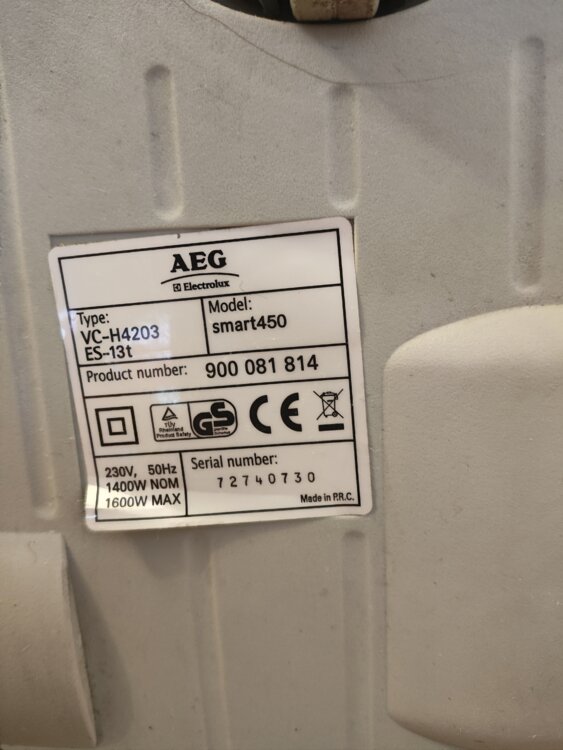 AEG
Electrolux
Type:
VC-H4203
ES-13t
Model:
smart450
Product number: 900 081 814
TÜV
Rheinland
Product Safety
GS
CE
230V, 50Hz
1400W NOM
1600W MAX
Serial number:
72740730
Made in P.R.C.